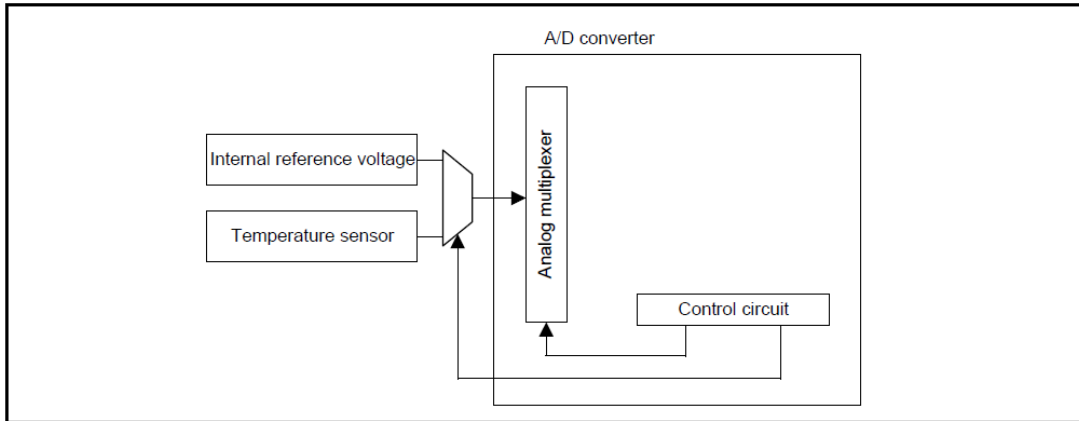 A/D converter
Internal reference voltage
Temperature sensor
Analog multiplexer
Control circuit